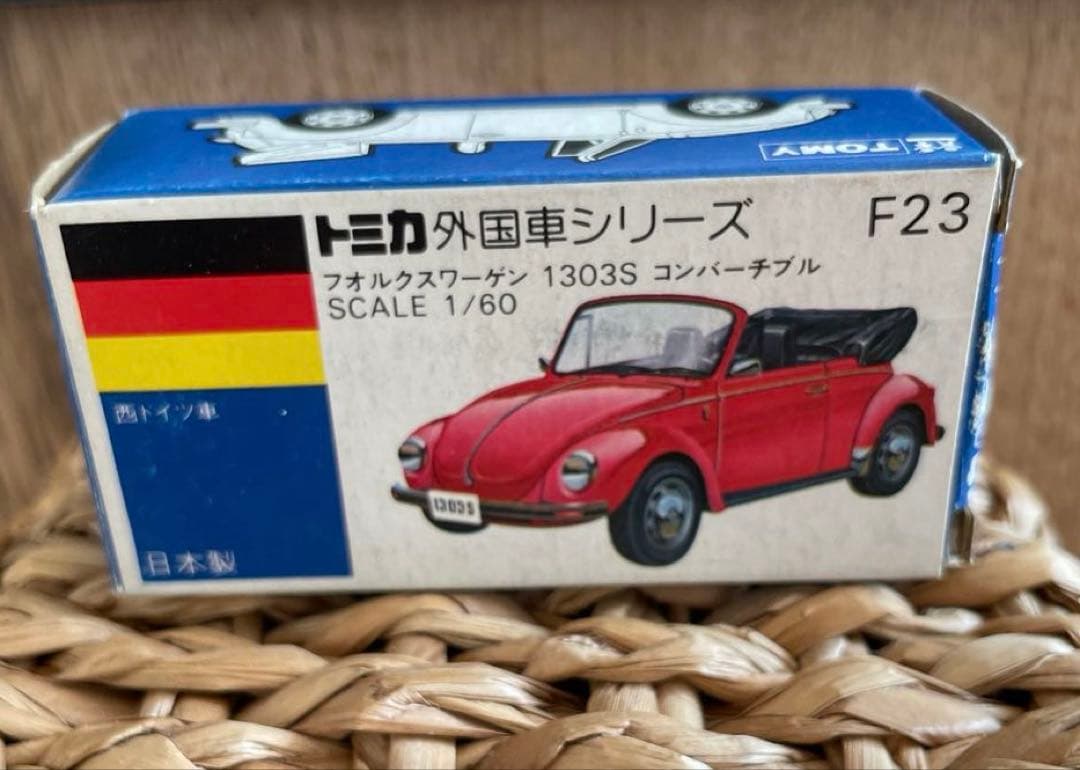 TOMY
トミカ外国車シリーズ F23
フオルクスワーゲン 1303S コンバーチブル
SCALE 1/60
西ドイツ車
1303S
日本製